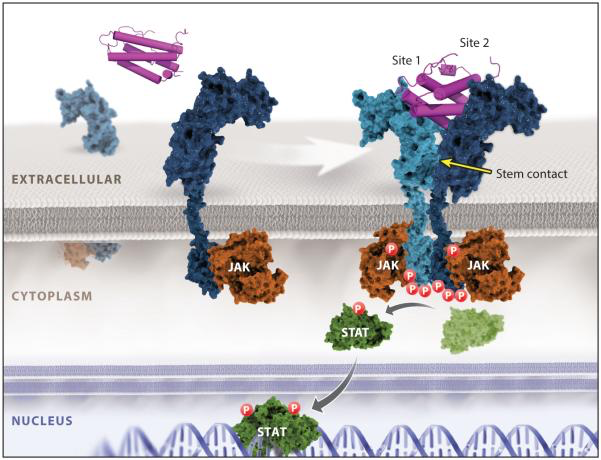 Site 2
Site 1
EXTRACELLULAR
Stem contact
JAK
P
JAK
P
JAK
CYTOPLASM
P
P
P
P
P
P
P
STAT
NUCLEUS
P
P
STAT